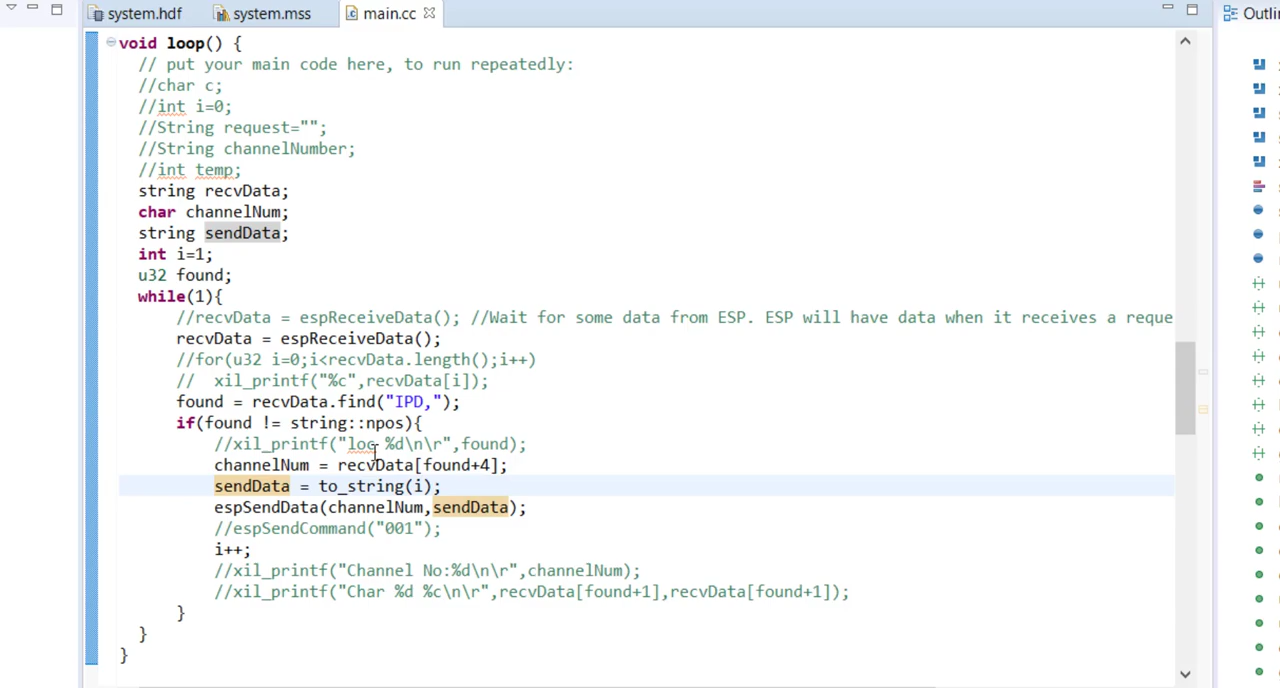 system.hdf system.mss main.cc Outli
void loop() {
// put your main code here, to run repeatedly:
//char c;
//int i=0;
//String request="";
//String channelNumber;
//int temp;
string recvData;
char channelNum;
string sendData;
int i=1;
u32 found;
while(1){
//recvData = espReceiveData(); //Wait for some data from ESP. ESP will have data when it receives a reque
recvData = espReceiveData();
//for(u32 i=0;i<recvData.length();i++)
// xil_printf("%c",recvData[i]);
found = recvData.find("IPD,");
if(found != string::npos){
//xil_printf("loc %d\n\r",found);
channelNum = recvData[found+4];
sendData = to_string(i);
espSendData(channelNum,sendData);
//espSendCommand("001");
i++;
//xil_printf("Channel No:%d\n\r",channelNum);
//xil_printf("Char %d %c\n\r",recvData[found+1],recvData[found+1]);
}
}
}